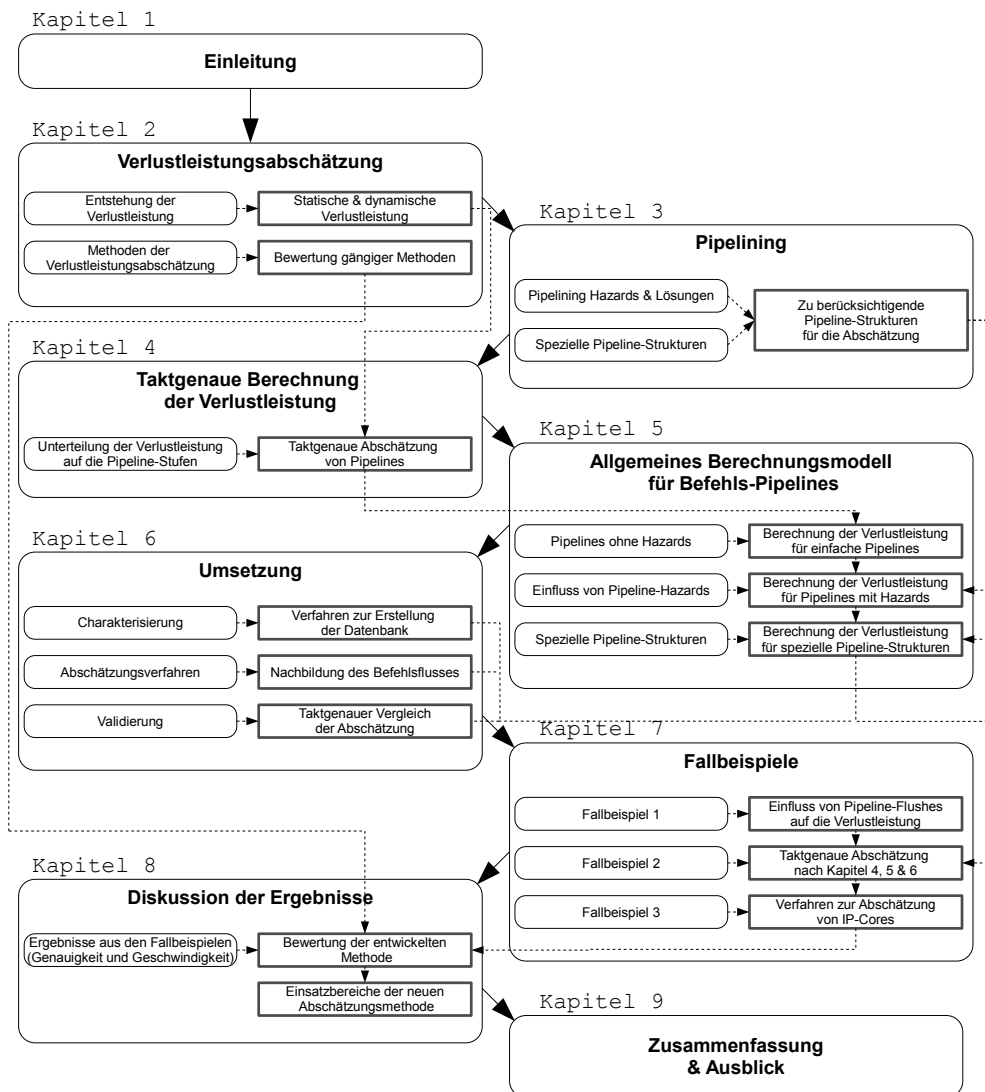 Kapitel 1
Einleitung
Kapitel 2
Verlustleistungsabschätzung
Entstehung der
Verlustleistung
Statische & dynamische
Verlustleistung
Methoden der
Verlustleistungsabschätzung
Bewertung gängiger Methoden
Kapitel 3
Pipelining
Pipelining Hazards & Lösungen
Spezielle Pipeline-Strukturen
Zu berücksichtigende
Pipeline-Strukturen
für die Abschätzung
Kapitel 4
Taktgenaue Berechnung
der Verlustleistung
Unterteilung der Verlustleistung
auf die Pipeline-Stufen
Taktgenaue Abschätzung
von Pipelines
Kapitel 5
Allgemeines Berechnungsmodell
für Befehls-Pipelines
Pipelines ohne Hazards
Berechnung der Verlustleistung
für einfache Pipelines
Einfluss von Pipeline-Hazards
Berechnung der Verlustleistung
für Pipelines mit Hazards
Spezielle Pipeline-Strukturen
Berechnung der Verlustleistung
für spezielle Pipeline-Strukturen
Kapitel 6
Umsetzung
Charakterisierung
Verfahren zur Erstellung
der Datenbank
Abschätzungsverfahren
Nachbildung des Befehlsflusses
Validierung
Taktgenauer Vergleich
der Abschätzung
Kapitel 7
Fallbeispiele
Fallbeispiel 1
Einfluss von Pipeline-Flushes
auf die Verlustleistung
Fallbeispiel 2
Taktgenaue Abschätzung
nach Kapitel 4, 5 & 6
Fallbeispiel 3
Verfahren zur Abschätzung
von IP-Cores
Kapitel 8
Diskussion der Ergebnisse
Ergebnisse aus den Fallbeispielen
(Genauigkeit und Geschwindigkeit)
Bewertung der entwickelten
Methode
Einsatzbereiche der neuen
Abschätzungsmethode
Kapitel 9
Zusammenfassung
& Ausblick